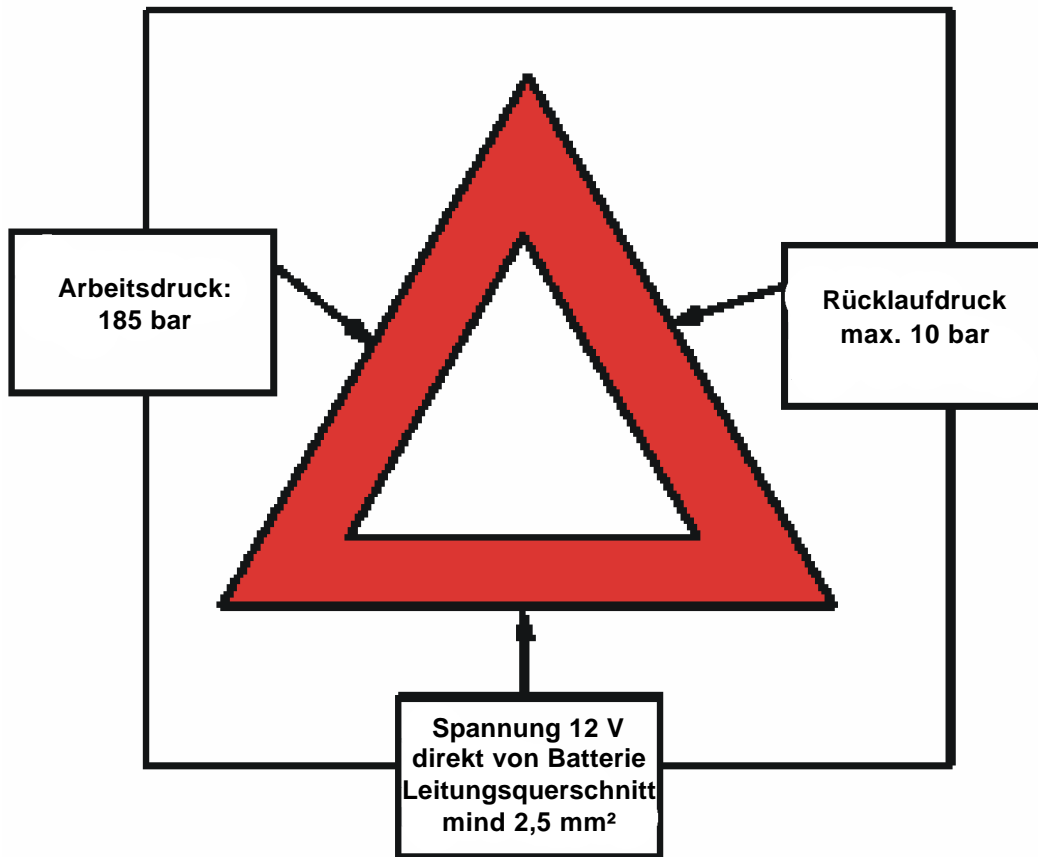 Arbeitsdruck:
185 bar
Rücklaufdruck
max. 10 bar
Spannung 12 V
direkt von Batterie
Leitungsquerschnitt
mind 2,5 mm²